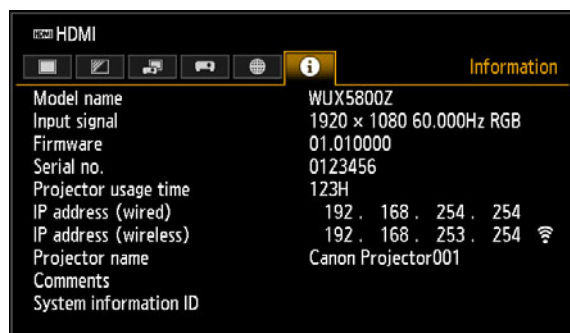 HDMI HDMI
Information
Model name WUX5800Z
Input signal 1920 × 1080 60.000Hz RGB
Firmware 01.010000
Serial no. 0123456
Projector usage time 123H
IP address (wired) 192 . 168 . 254 . 254
IP address (wireless) 192 . 168 . 253 . 254
Projector name Canon Projector001
Comments
System information ID